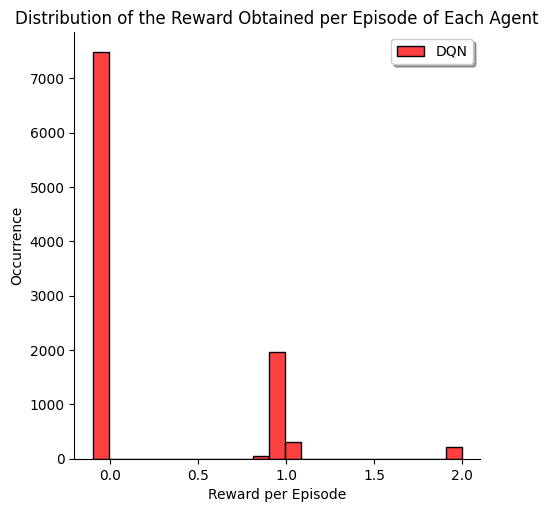 Distribution of the Reward Obtained per Episode of Each Agent
DQN
7000
6000
5000
4000
3000
2000
1000
0
Occurrence
0.0 0.5 1.0 1.5 2.0
Reward per Episode